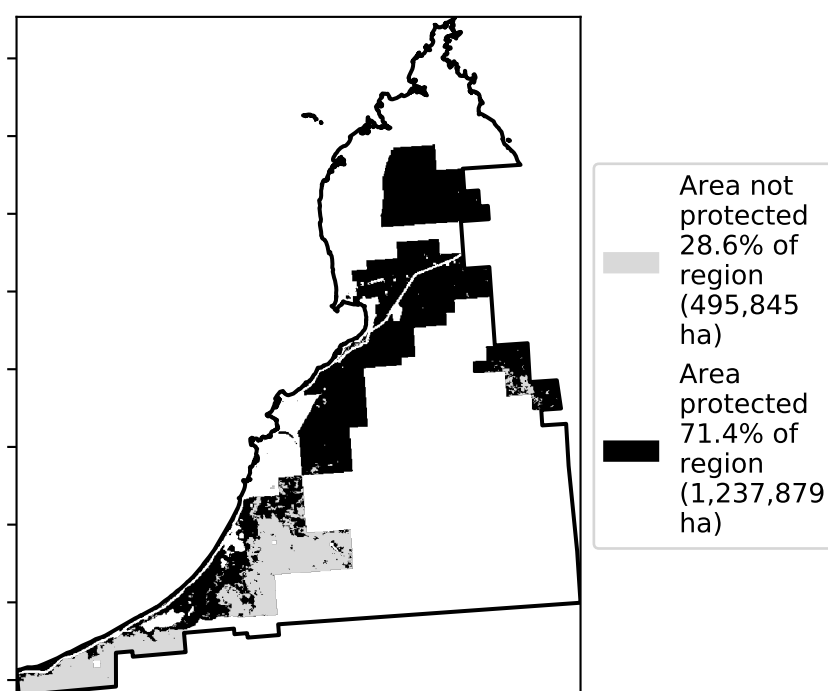 Area not
protected
28.6% of
region
(495,845
ha)
Area
protected
71.4% of
region
(1,237,879
ha)